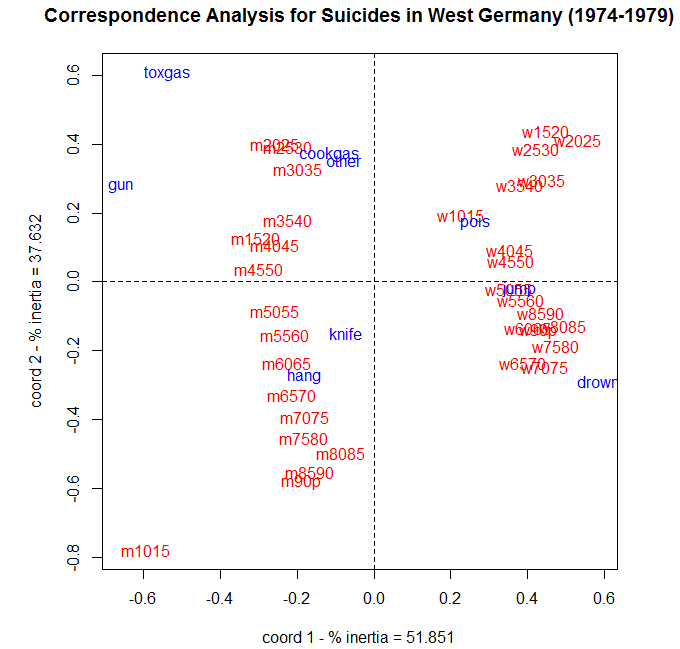 Correspondence Analysis for Suicides in West Germany (1974-1979)
toxgas
gun
m2025
m2530
cookgas
other
m3035
m3540
m1520
m4045
m4550
m5055
m5560
knife
m6065
hang
m6570
m7075
m7580
m8085
m8590
m90p
m1015
w1520
w2025
w2530
w3035
w3540
w1015
pois
w4045
w4550
w5055
jump
w5560
w8590
w6065
w90p
w8085
w7580
w6570
w7075
drown
0.6
0.4
0.2
0.0
-0.2
-0.4
-0.6
-0.8
coord 2 - % inertia = 37.632
-0.6 -0.4 -0.2 0.0 0.2 0.4 0.6
coord 1 - % inertia = 51.851